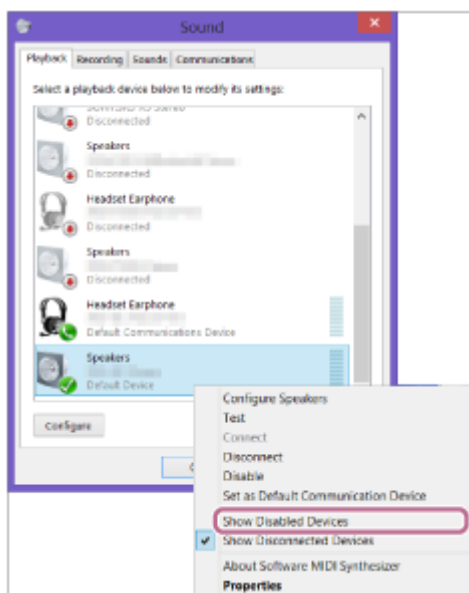 Sound
Playback Recording Sounds Communications
Select a playback device below to modify its settings:
Disconnected
Speakers
Disconnected
Headset Earphone
Disconnected
Speakers
Disconnected
Headset Earphone
Default Communications Device
Speakers
Default Device
Configure
Configure Speakers
Test
Connect
Disconnect
Disable
Set as Default Communication Device
Show Disabled Devices
Show Disconnected Devices
About Software MIDI Synthesizer
Properties